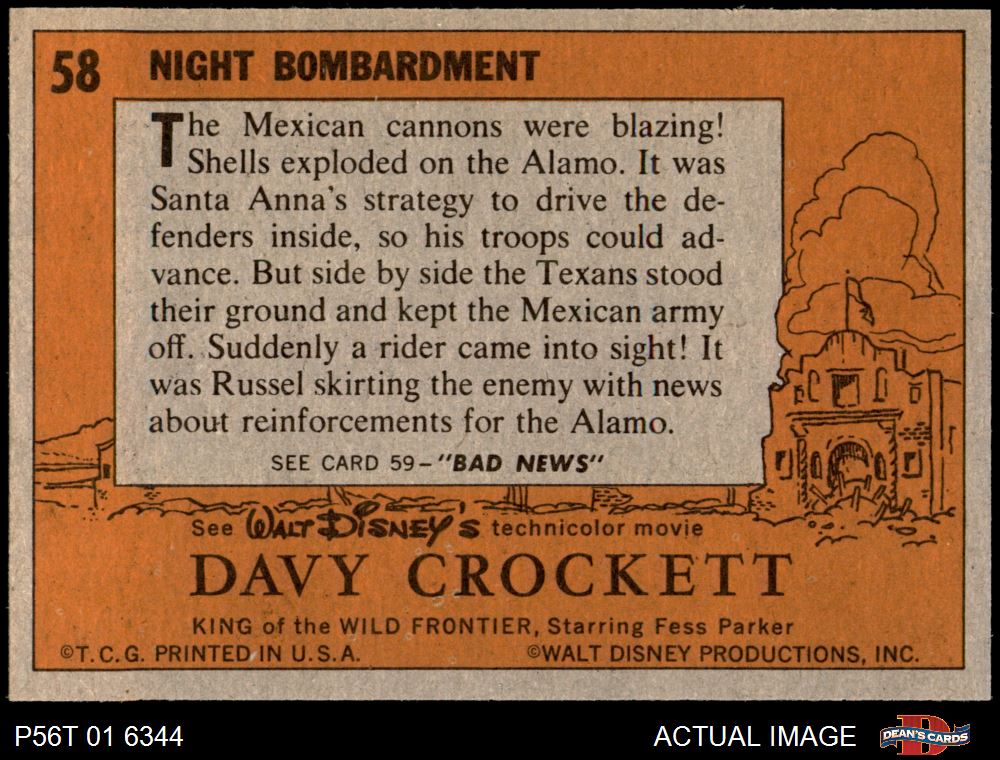 58 NIGHT BOMBARDMENT
The Mexican cannons were blazing!
Shells exploded on the Alamo. It was
Santa Anna's strategy to drive the de-
fenders inside, so his troops could ad-
vance. But side by side the Texans stood
their ground and kept the Mexican army
off. Suddenly a rider came into sight! It
was Russel skirting the enemy with news
about reinforcements for the Alamo.
SEE CARD 59-"BAD NEWS"
See WALT DISNEY'S technicolor movie
DAVY CROCKETT
KING of the WILD FRONTIER, Starring Fess Parker
©T.C.G. PRINTED IN U.S.A. ©WALT DISNEY PRODUCTIONS, INC.
P56T 01 6344 ACTUAL IMAGE D DEAN'S CARDS